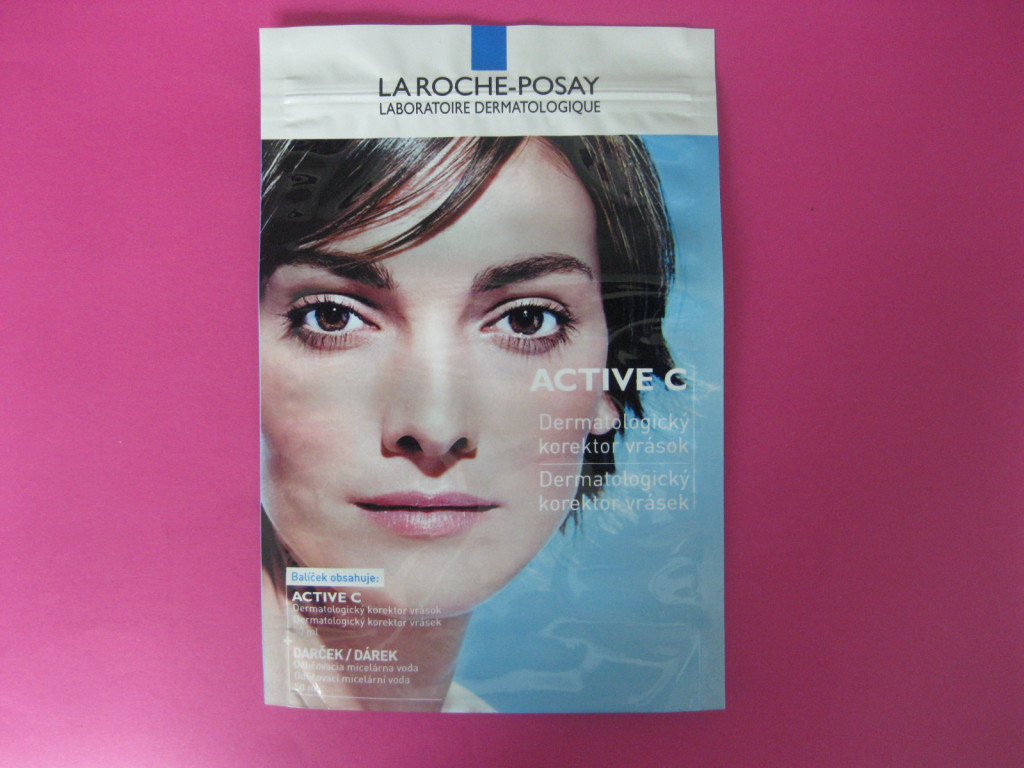 LA ROCHE-POSAY
LABORATOIRE DERMATOLOGIQUE
ACTIVE C
Dermatologický
korektor vrások
Dermatologický
korektor vrásek
Balíček obsahuje:
ACTIVE C
Dermatologický korektor vrások
Dermatologický korektor vrásek
DARČEK / DÁREK
micelárna voda
micelární voda